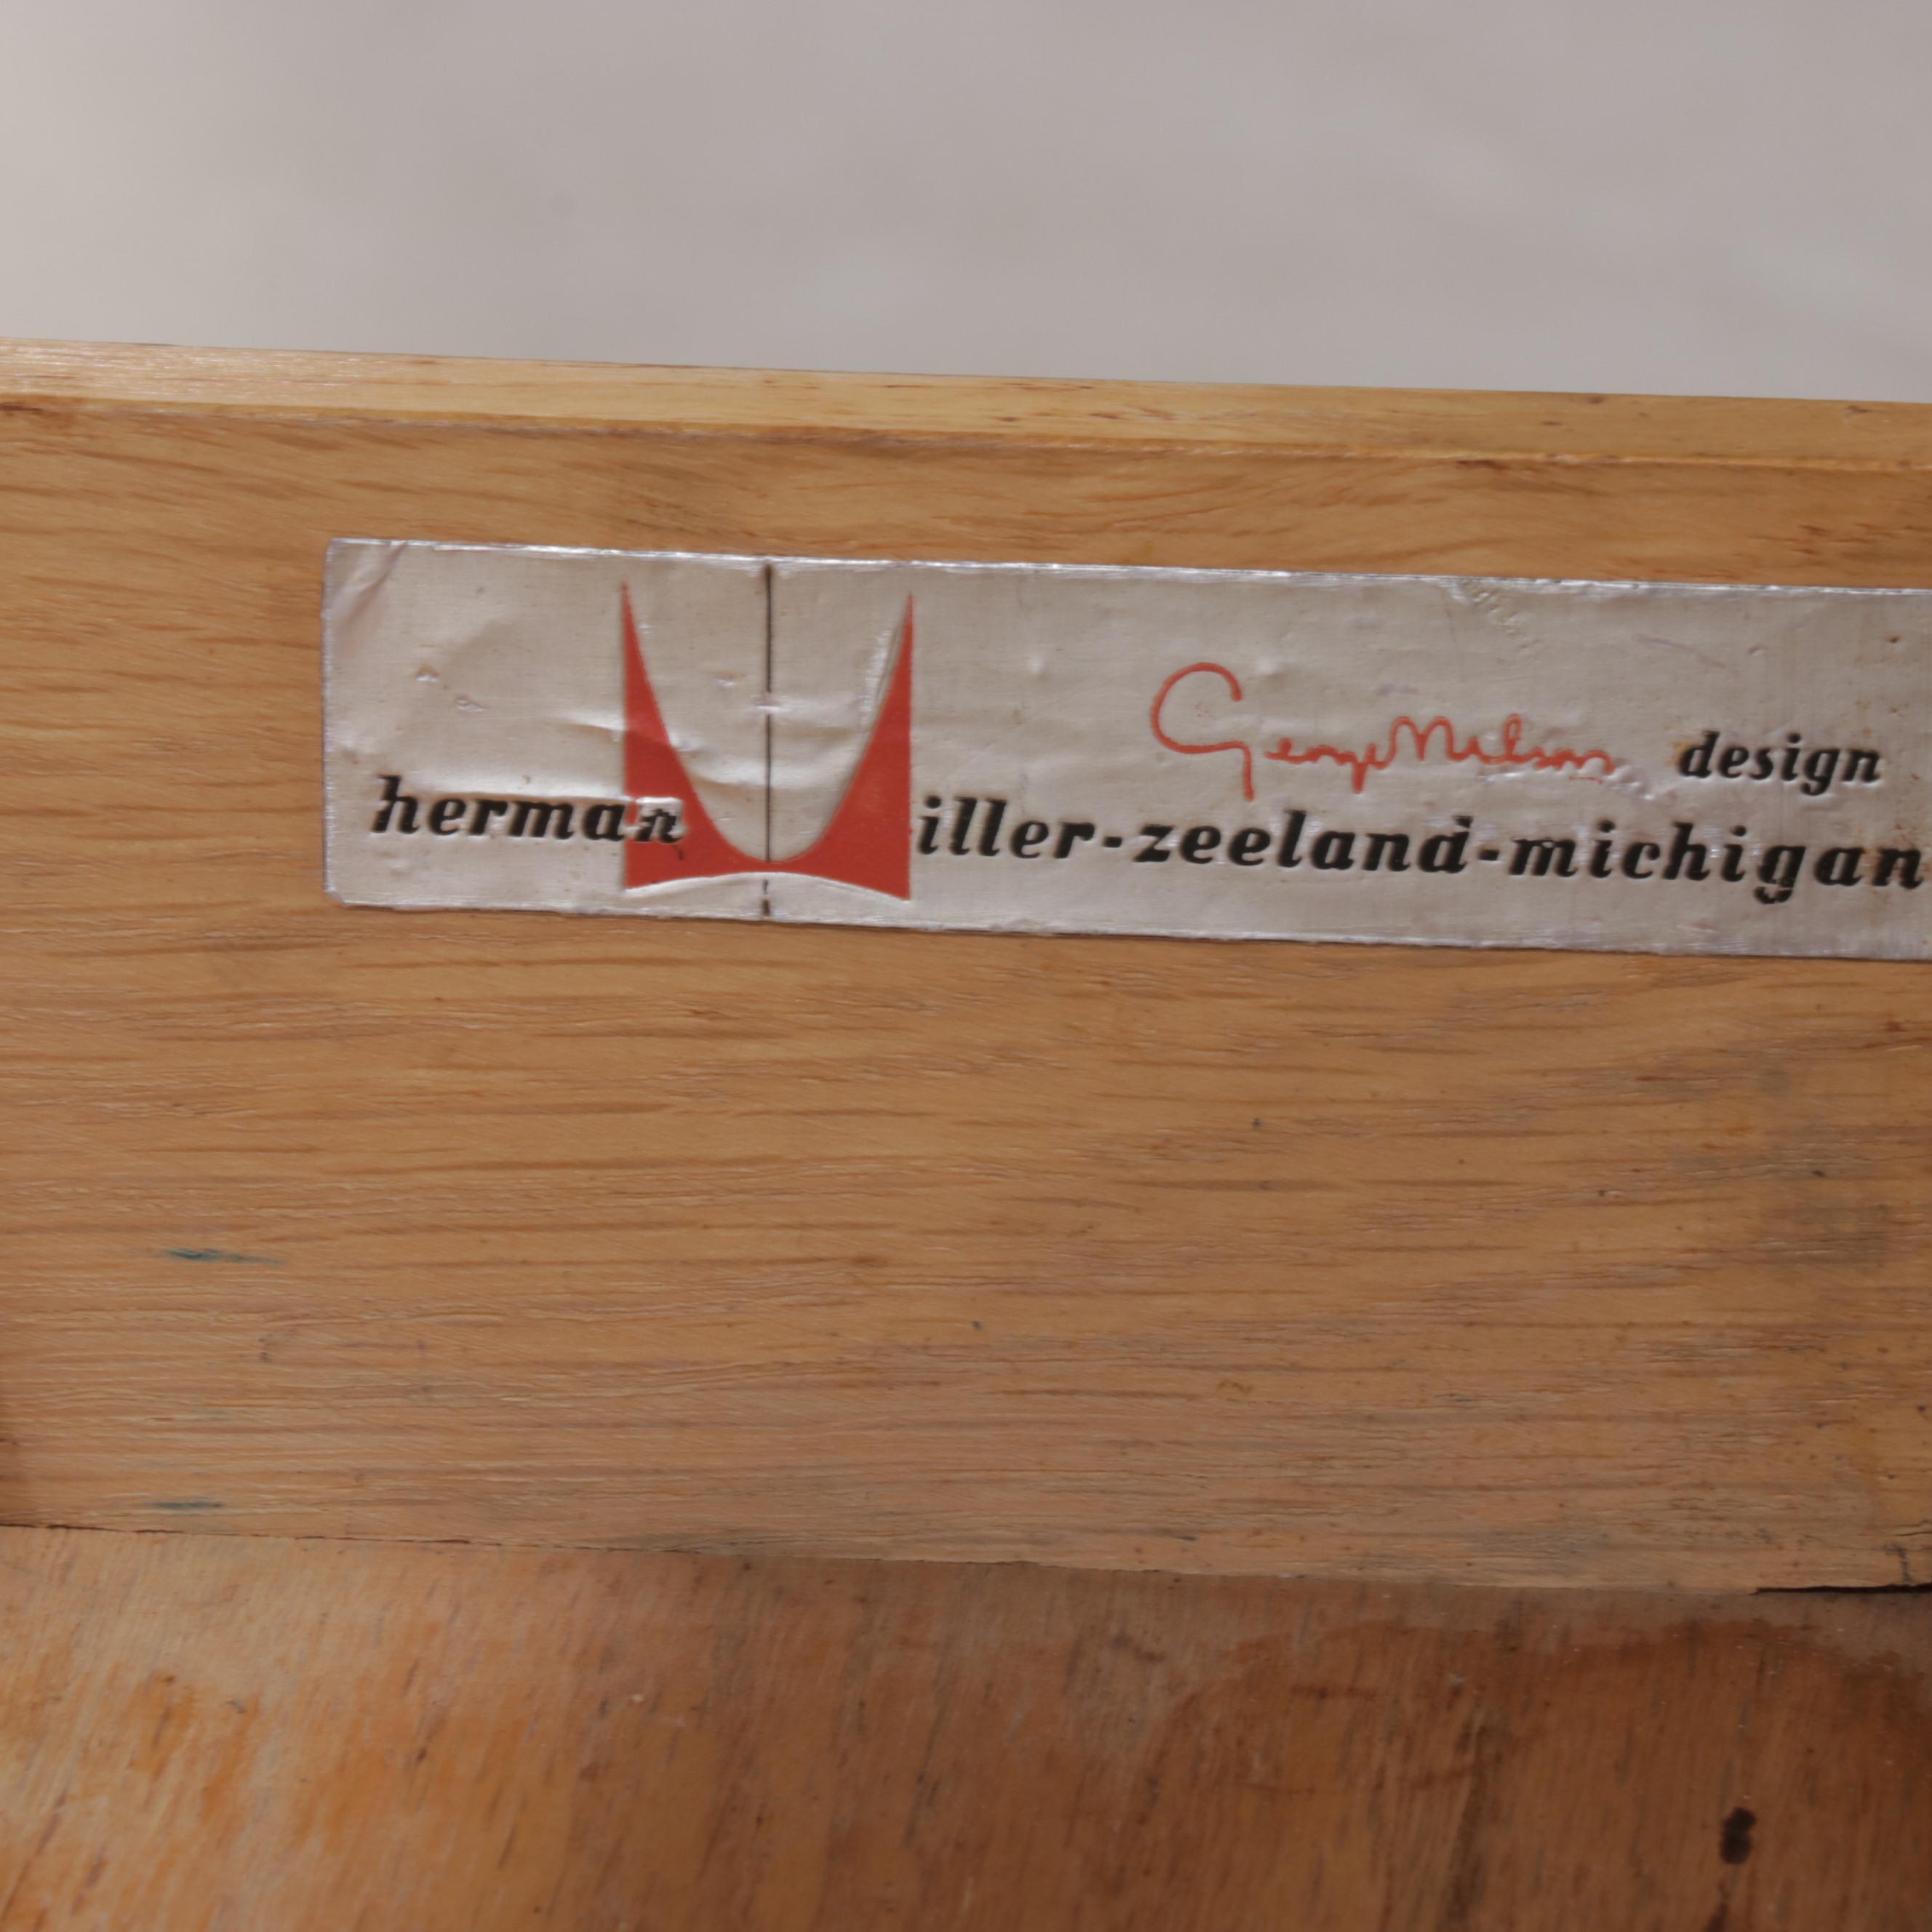 George Nelson design
herman miller-zeeland-michigan